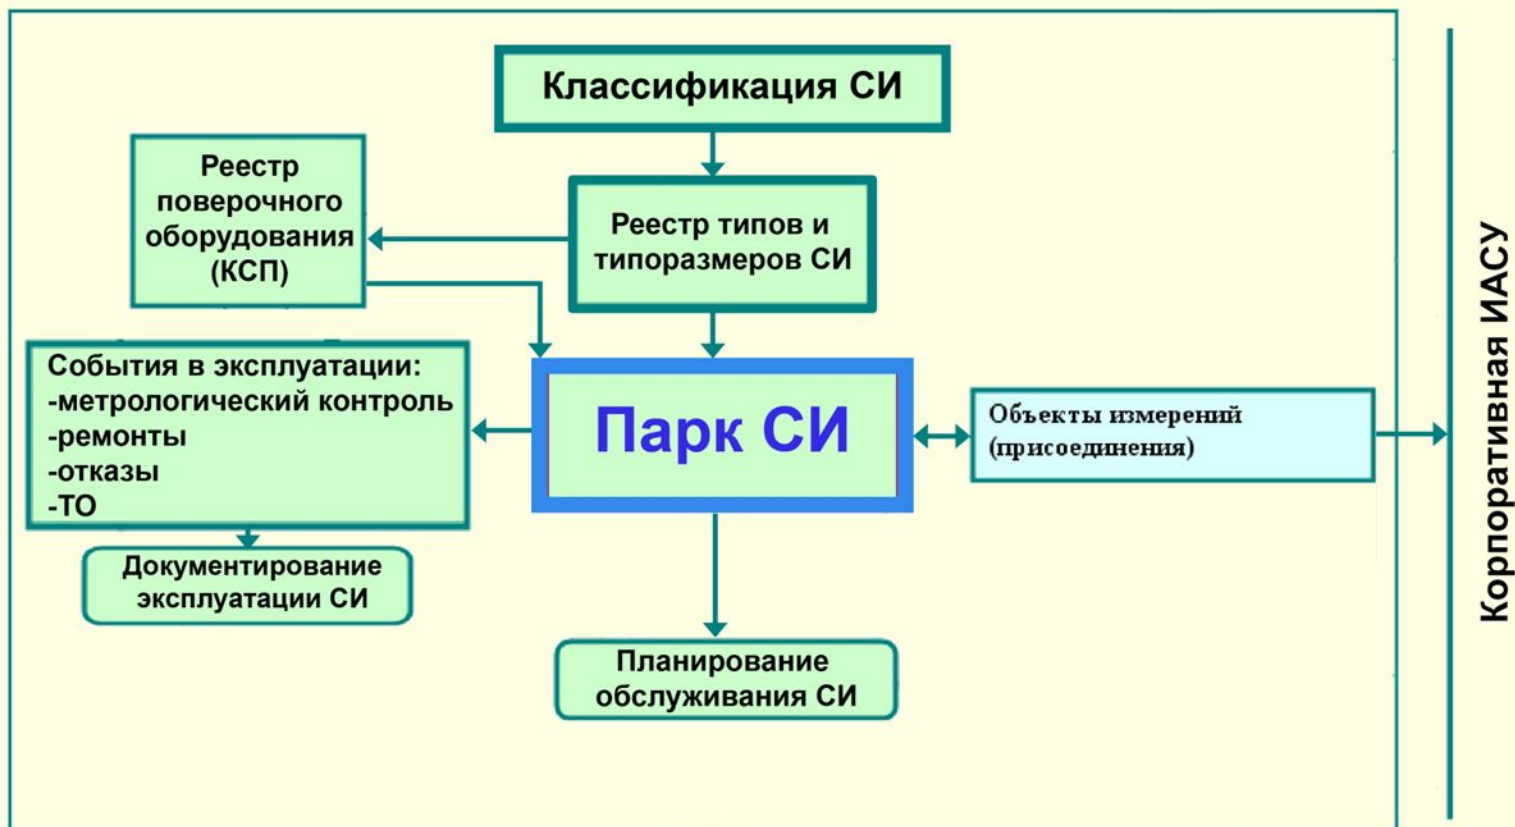 Классификация СИ
Реестр
поверочного
оборудования
(КСП)
Реестр типов и
типоразмеров СИ
События в эксплуатации:
-метрологический контроль
-ремонты
-отказы
-ТО
Парк СИ
Объекты измерений
(присоединения)
Документирование
эксплуатации СИ
Планирование
обслуживания СИ
Корпоративная ИАСУ